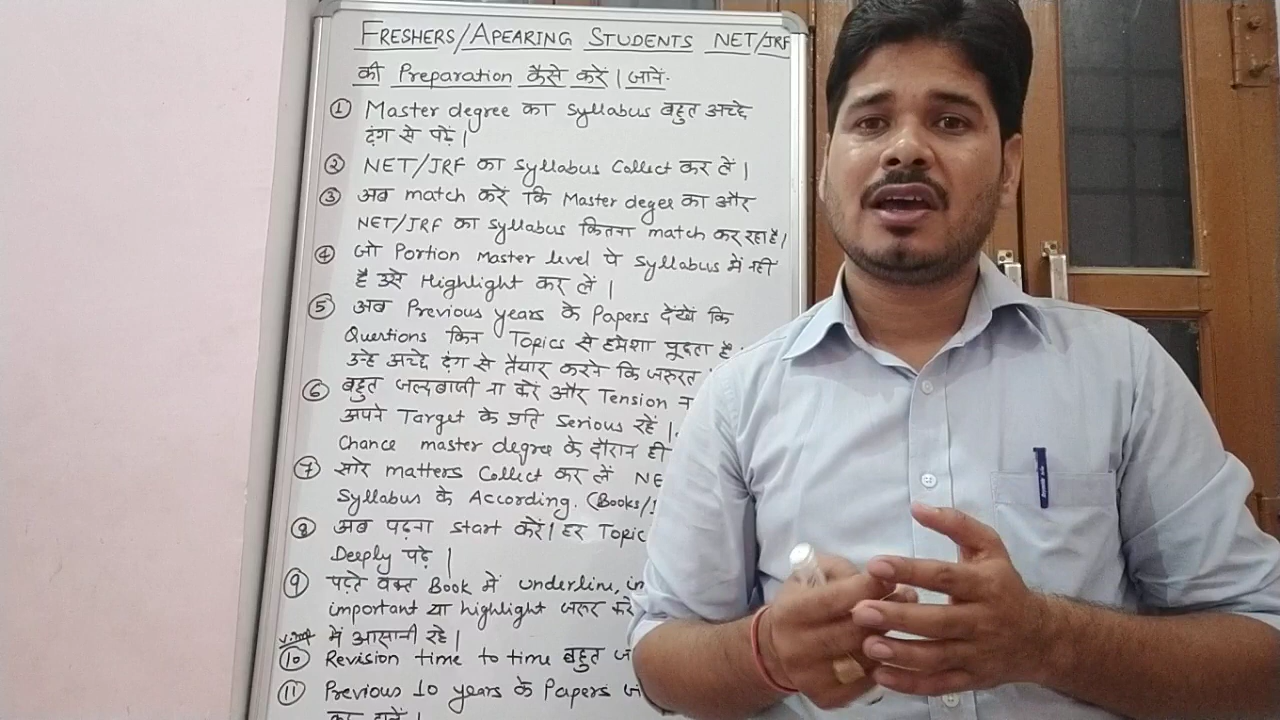 FRESHERS/APEARING STUDENTS NET/JRF
की Preparation कैसे करें । जानें.
① Master degree का syllabus बहुत अच्छे
ढ़ंग से पढ़ें ।
② NET/JRF का syllabus Collect कर लें ।
③ अब match करें कि Master degee का और
NET/JRF का syllabus कितना match कर रहा है ।
④ जो Portion Master level पे syllabus में नहीं
है उसे Highlight कर लें ।
⑤ अब Previous years के Papers देंखें कि
Questions किन Topics से हमेशा पूछता है
उन्हे अच्छे ढ़ंग से तैयार करने कि जरूरत
⑥ बहुत जल्दबाजी ना करें और Tension
अपने Target के प्रति Serious रहें ।
Chance master degree के दौरान ही
⑦ सारे matters Collect कर लें
Syllabus के According. (Books/
⑧ अब पढ़ना start करें । हर Topic
Deeply पढ़े ।
⑨ पढ़ते वक्त Book में underline,
important या highlight जरूर करे
में आसानी रहे ।
⑩ Revision time to time बहुत
⑪ Previous 10 years के Papers